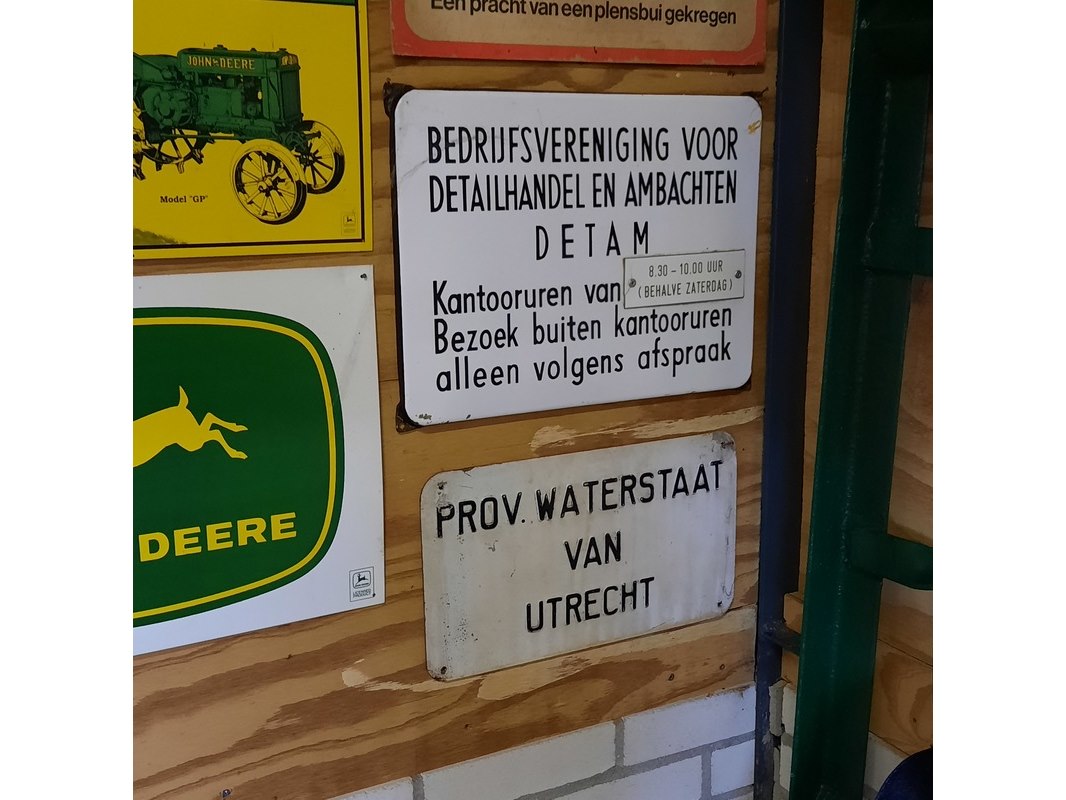 Een pracht van een plensbui gekregen
JOHN DEERE
Model "GP"
BEDRIJFSVERENIGING VOOR
DETAILHANDEL EN AMBACHTEN
DETAM
Kantooruren van
8.30 – 10.00 UUR
(BEHALVE ZATERDAG)
Bezoek buiten kantooruren
alleen volgens afspraak
DEERE
PROV. WATERSTAAT
VAN
UTRECHT